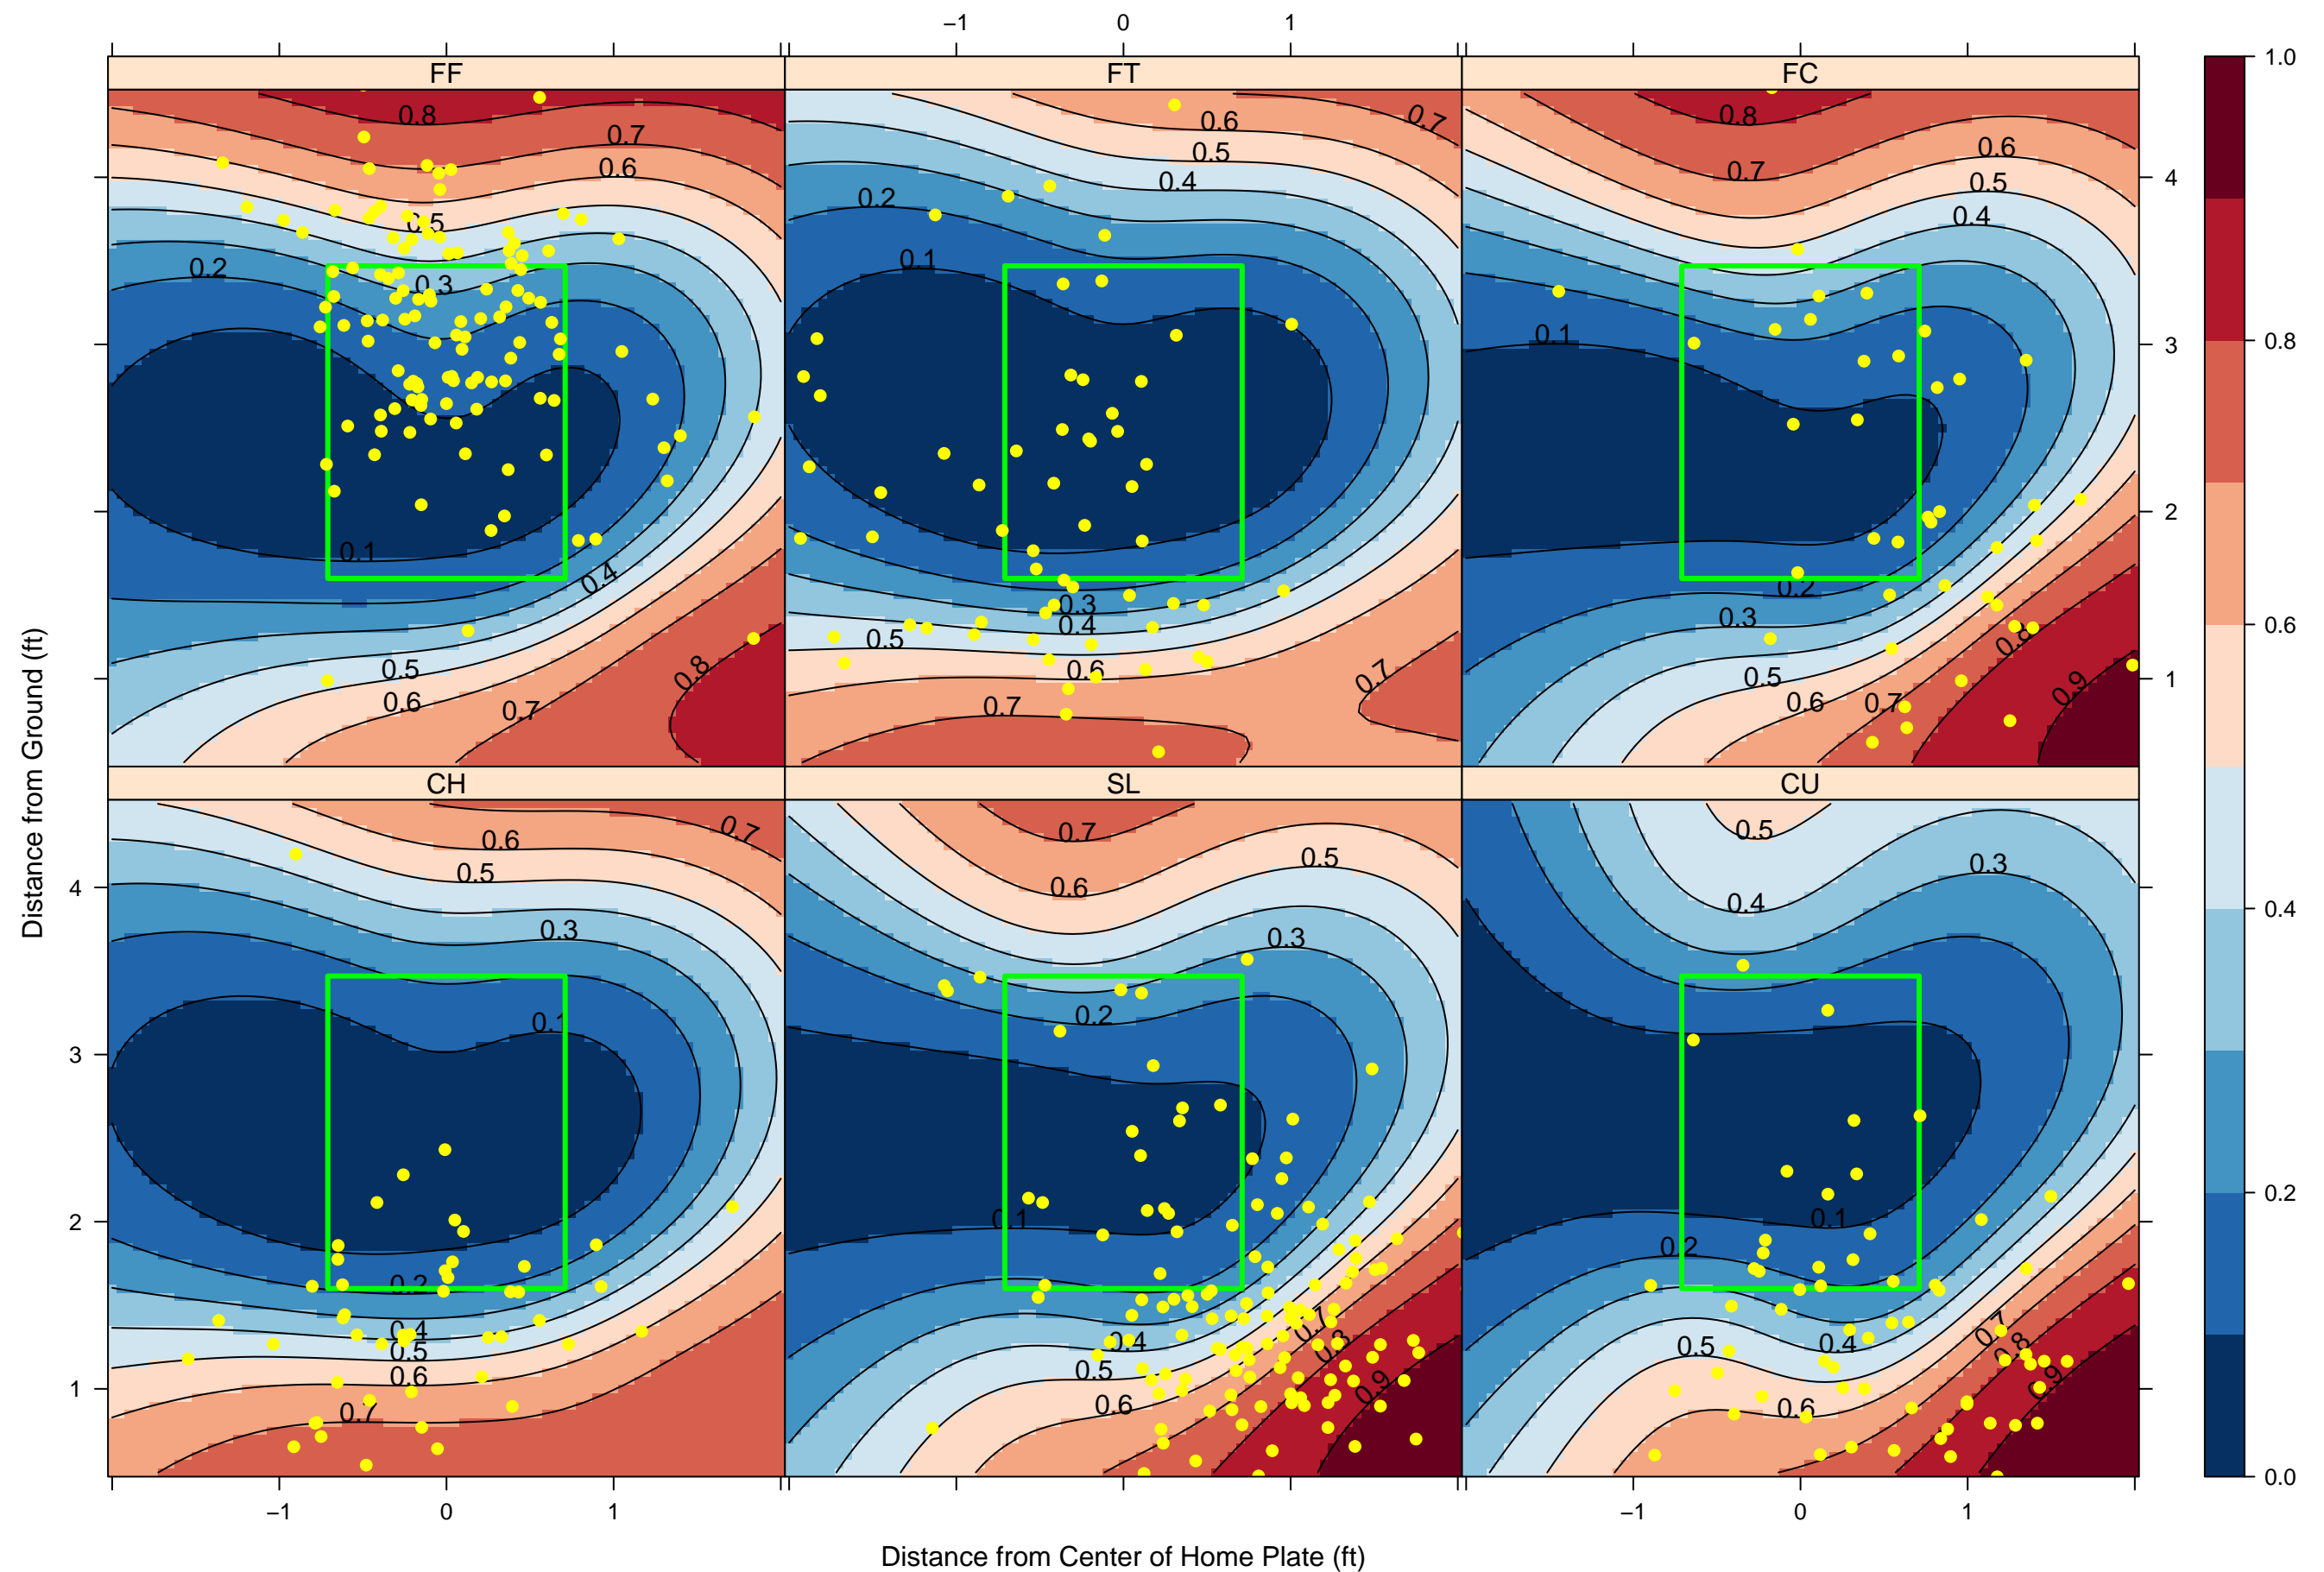 −1 0 1
FF FT FC
1.0
0.8 0.6 0.7
0.7 0.5 0.8
0.6 0.4 0.6
0.2 0.7 4
0.5 0.2 0.5
0.4
0.2 0.1
0.3 0.1 3
0.8
2
0.1
0.4 0.2
0.3 0.3
0.4 0.8 0.6
0.5 0.5 0.5 1
0.8 0.6 0.7 0.9
0.6 0.7 0.6 0.7
0.7
CH SL CU
0.7 0.7 0.5
0.6 0.5 0.3
0.5 0.6 0.4 0.4
4
0.3 0.3
0.1 0.2
3
Distance from Ground (ft)
0.1 0.1
2
0.2 0.2 0.2
0.4 0.4 0.7 0.5 0.4 0.7
0.5 0.5 0.8 0.8
0.6 0.9 0.9
1
0.7 0.6 0.6
0.0
−1 0 1 −1 0 1
Distance from Center of Home Plate (ft)